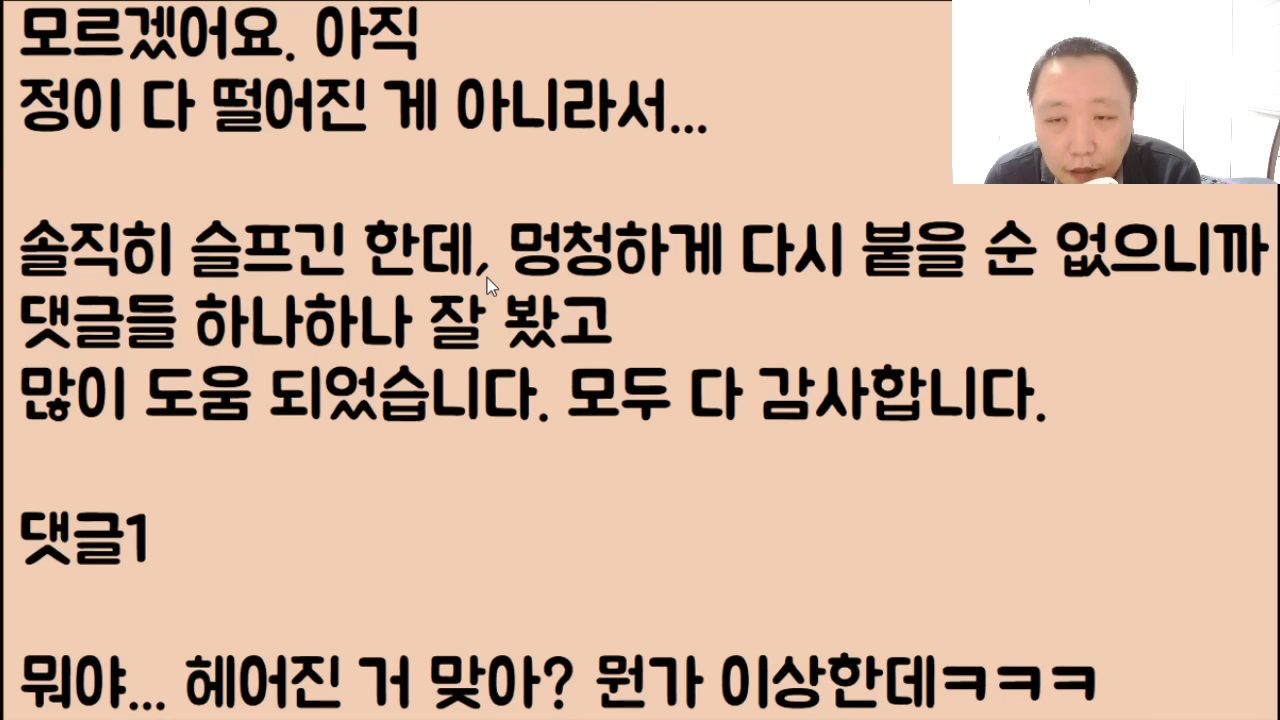 모르겠어요. 아직
정이 다 떨어진 게 아니라서...
솔직히 슬프긴 한데, 멍청하게 다시 붙을 순 없으니까
댓글들 하나하나 잘 봤고
많이 도움 되었습니다. 모두 다 감사합니다.
댓글1
뭐야... 헤어진 거 맞아? 뭔가 이상한데ㅋㅋㅋ